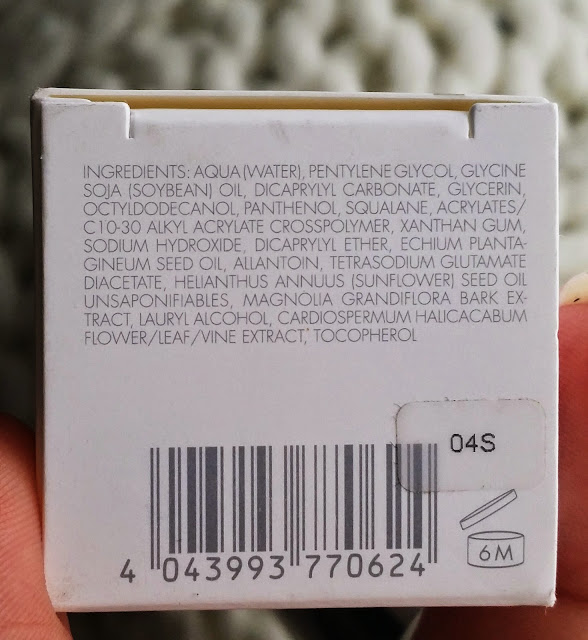 INGREDIENTS: AQUA (WATER), PENTYLENE GLYCOL, GLYCINE
SOJA (SOYBEAN) OIL, DICAPRYLYL CARBONATE, GLYCERIN,
OCTYLDODECANOL, PANTHENOL, SQUALANE, ACRYLATES/
C10-30 ALKYL ACRYLATE CROSSPOLYMER, XANTHAN GUM,
SODIUM HYDROXIDE, DICAPRYLYL ETHER, ECHIUM PLANTA-
GINEUM SEED OIL, ALLANTOIN, TETRASODIUM GLUTAMATE
DIACETATE, HELIANTHUS ANNUUS (SUNFLOWER) SEED OIL
UNSAPONIFIABLES, MAGNOLIA GRANDIFLORA BARK EX-
TRACT, LAURYL ALCOHOL, CARDIOSPERMUM HALICACABUM
FLOWER/LEAF/VINE EXTRACT, TOCOPHEROL
04S
6M
4 043993 770624